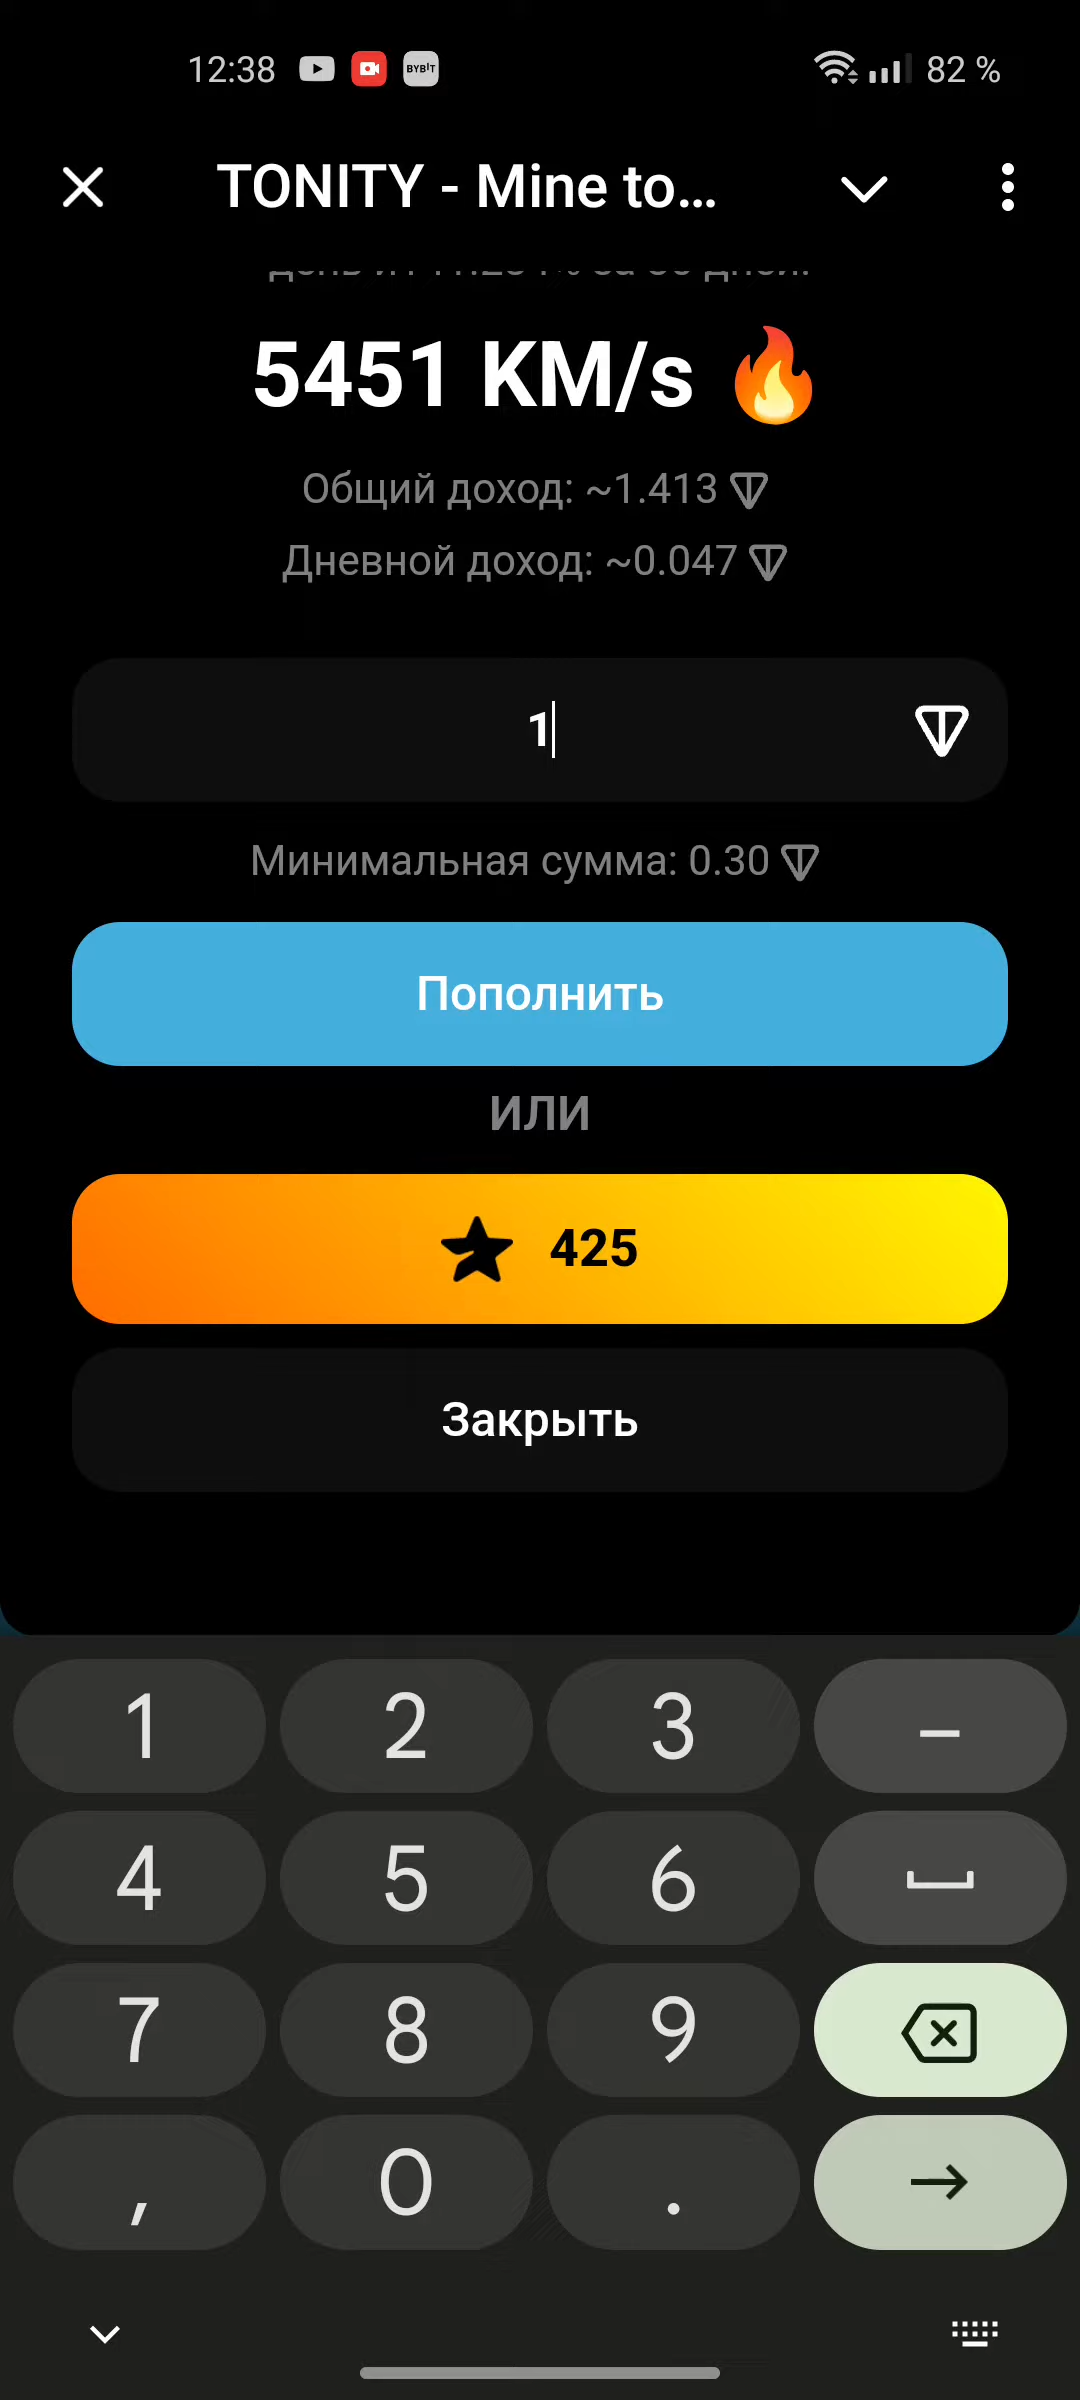 12:38 BYBIT 82 %
TONITY - Mine to...
5451 KM/s
Общий доход: ~1.413
Дневной доход: ~0.047
1
Минимальная сумма: 0.30
Пополнить
ИЛИ
425
Закрыть
1 2 3 –
4 5 6
7 8 9
, 0 .